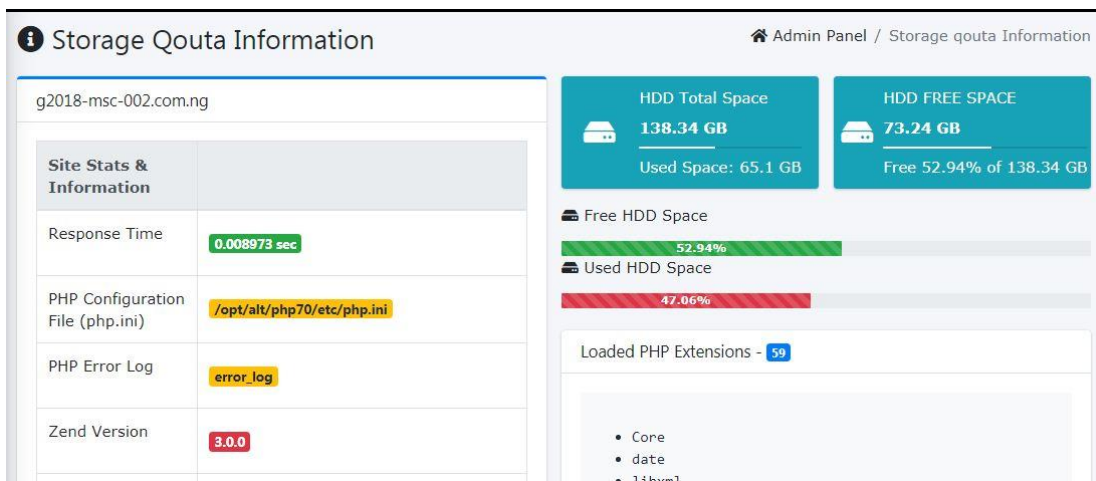 Storage Qouta Information
Admin Panel / Storage qouta Information
g2018-msc-002.com.ng
Site Stats &
Information
Response Time
0.008973 sec
PHP Configuration
File (php.ini)
/opt/alt/php70/etc/php.ini
PHP Error Log
error_log
Zend Version
3.0.0
HDD Total Space
138.34 GB
Used Space: 65.1 GB
HDD FREE SPACE
73.24 GB
Free 52.94% of 138.34 GB
Free HDD Space
52.94%
Used HDD Space
47.06%
Loaded PHP Extensions - 59
• Core
• date
• libxml